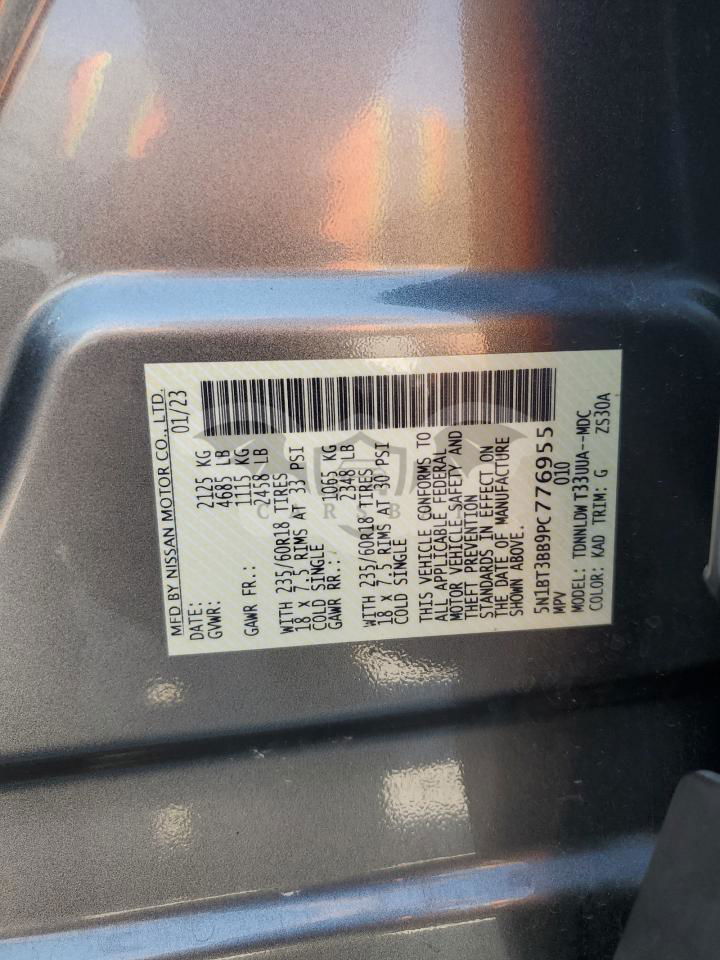 MFD BY NISSAN MOTOR CO., LTD.
DATE: 01/23
GVWR: 2125 KG
4685 LB
GAWR FR.: 1115 KG
2458 LB
WITH 235/60R18 TIRES
18 x 7.5 RIMS AT 33 PSI
COLD SINGLE
GAWR RR.: 1065 KG
2348 LB
WITH 235/60R18 TIRES
18 x 7.5 RIMS AT 30 PSI
COLD SINGLE
THIS VEHICLE CONFORMS TO
ALL APPLICABLE FEDERAL
MOTOR VEHICLE SAFETY AND
THEFT PREVENTION
STANDARDS IN EFFECT ON
THE DATE OF MANUFACTURE
SHOWN ABOVE.
5N1BT3BB9PC776955
MPV 010
MODEL: TDNNLDW T33UUA--MDC
COLOR: KAD TRIM: G ZS30A